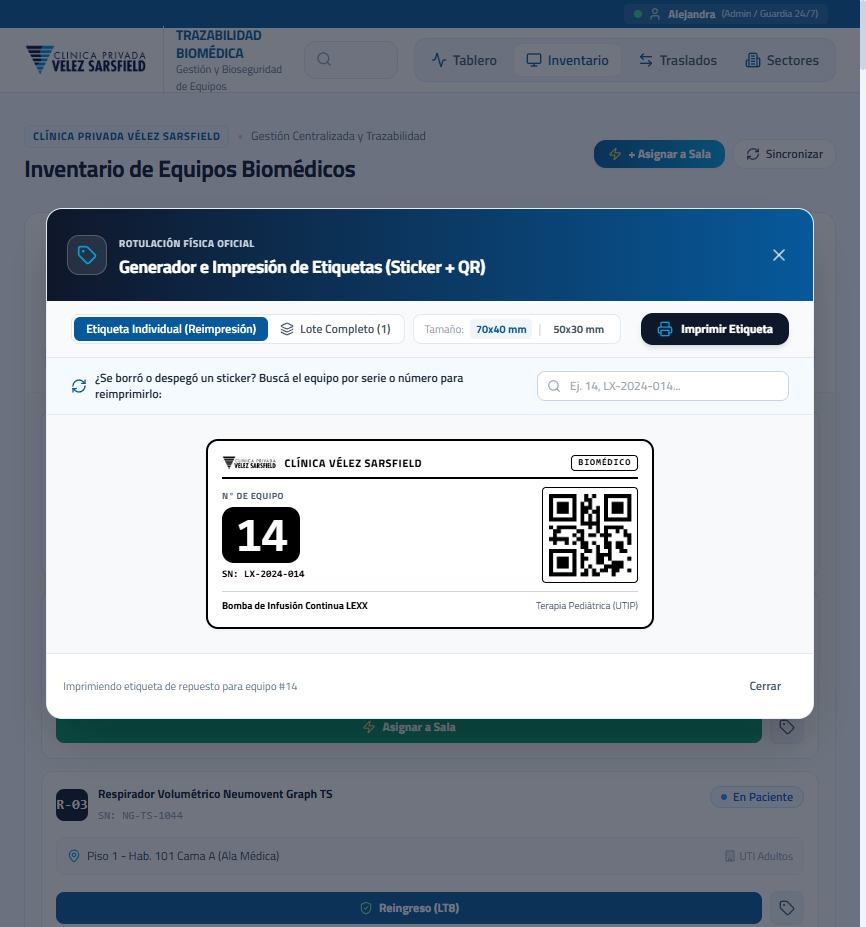 Alejandra (Admin / Guardia 24/7)
CLINICA PRIVADA
VELEZ SARSFIELD
TRAZABILIDAD
BIOMÉDICA
Gestión y Bioseguridad
de Equipos
Tablero
Inventario
Traslados
Sectores
CLÍNICA PRIVADA VÉLEZ SARSFIELD • Gestión Centralizada y Trazabilidad
Inventario de Equipos Biomédicos
+ Asignar a Sala
Sincronizar
ROTULACIÓN FÍSICA OFICIAL
Generador e Impresión de Etiquetas (Sticker + QR)
Etiqueta Individual (Reimpresión)
Lote Completo (1)
Tamaño: 70x40 mm | 50x30 mm
Imprimir Etiqueta
¿Se borró o despegó un sticker? Buscá el equipo por serie o número para
reimprimirlo:
Ej. 14, LX-2024-014...
CLINICA PRIVADA
VELEZ SARSFIELD
CLÍNICA VÉLEZ SARSFIELD
BIOMÉDICO
N° DE EQUIPO
14
SN: LX-2024-014
Bomba de Infusión Continua LEXX
Terapia Pediátrica (UTIP)
Imprimiendo etiqueta de repuesto para equipo #14
Cerrar
Asignar a Sala
R-03
Respirador Volumétrico Neumovent Graph TS
SN: NG-TS-1044
En Paciente
Piso 1 - Hab. 101 Cama A (Ala Médica)
UTI Adultos
Reingreso (LT8)